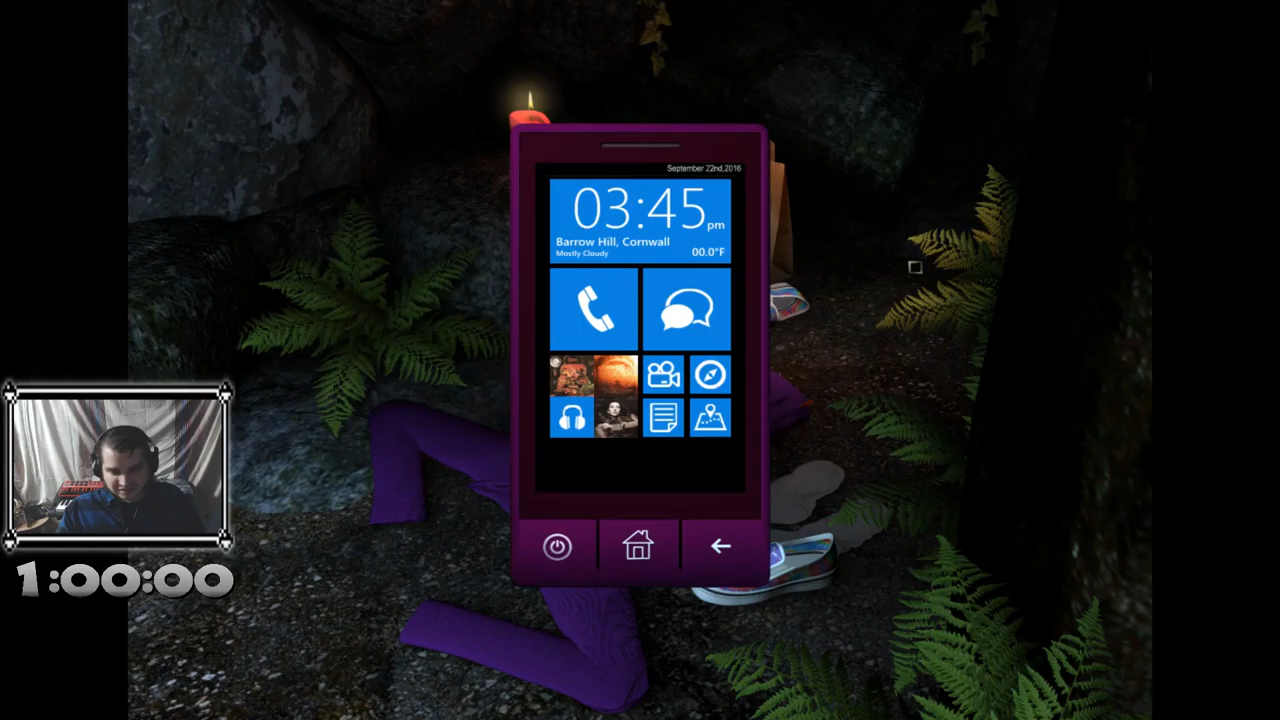 September 22nd,2016
03:45pm
Barrow Hill, Cornwall
Mostly Cloudy 00.0°F
1:00:00